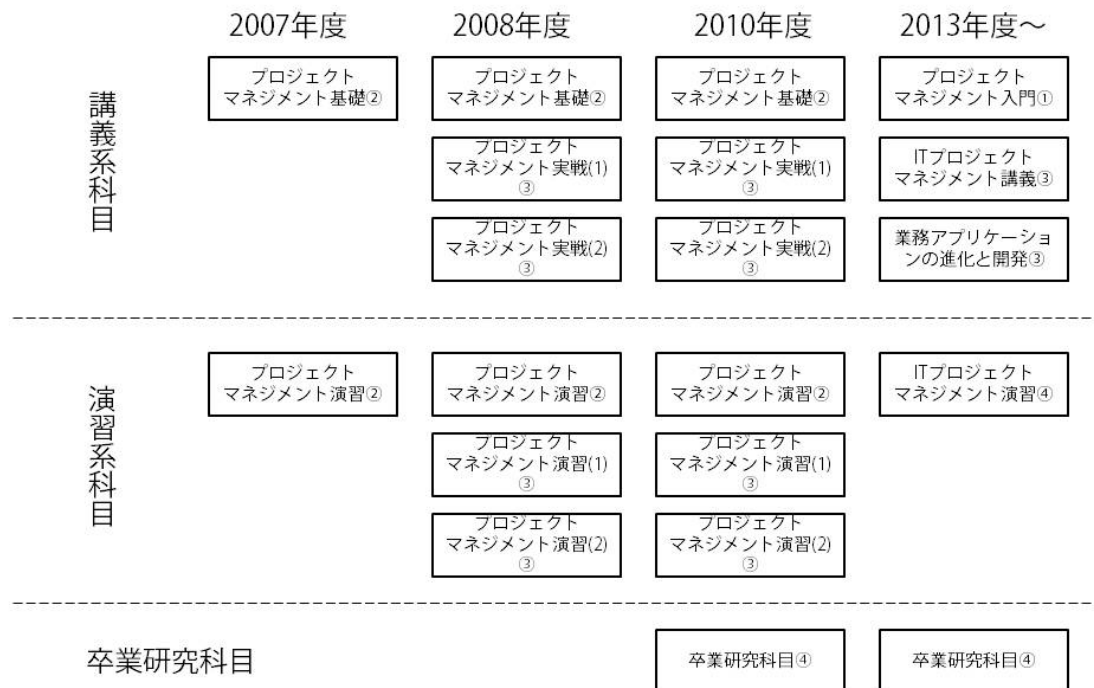 2007年度 2008年度 2010年度 2013年度～
講義系科目
プロジェクト
マネジメント基礎②
プロジェクト
マネジメント基礎②
プロジェクト
マネジメント基礎②
プロジェクト
マネジメント入門①
プロジェクト
マネジメント実戦(1)
③
プロジェクト
マネジメント実戦(1)
③
ITプロジェクト
マネジメント講義③
プロジェクト
マネジメント実戦(2)
③
プロジェクト
マネジメント実戦(2)
③
業務アプリケーショ
ンの進化と開発③
演習系科目
プロジェクト
マネジメント演習②
プロジェクト
マネジメント演習②
プロジェクト
マネジメント演習②
ITプロジェクト
マネジメント演習④
プロジェクト
マネジメント演習(1)
③
プロジェクト
マネジメント演習(1)
③
プロジェクト
マネジメント演習(2)
③
プロジェクト
マネジメント演習(2)
③
卒業研究科目
卒業研究科目④
卒業研究科目④